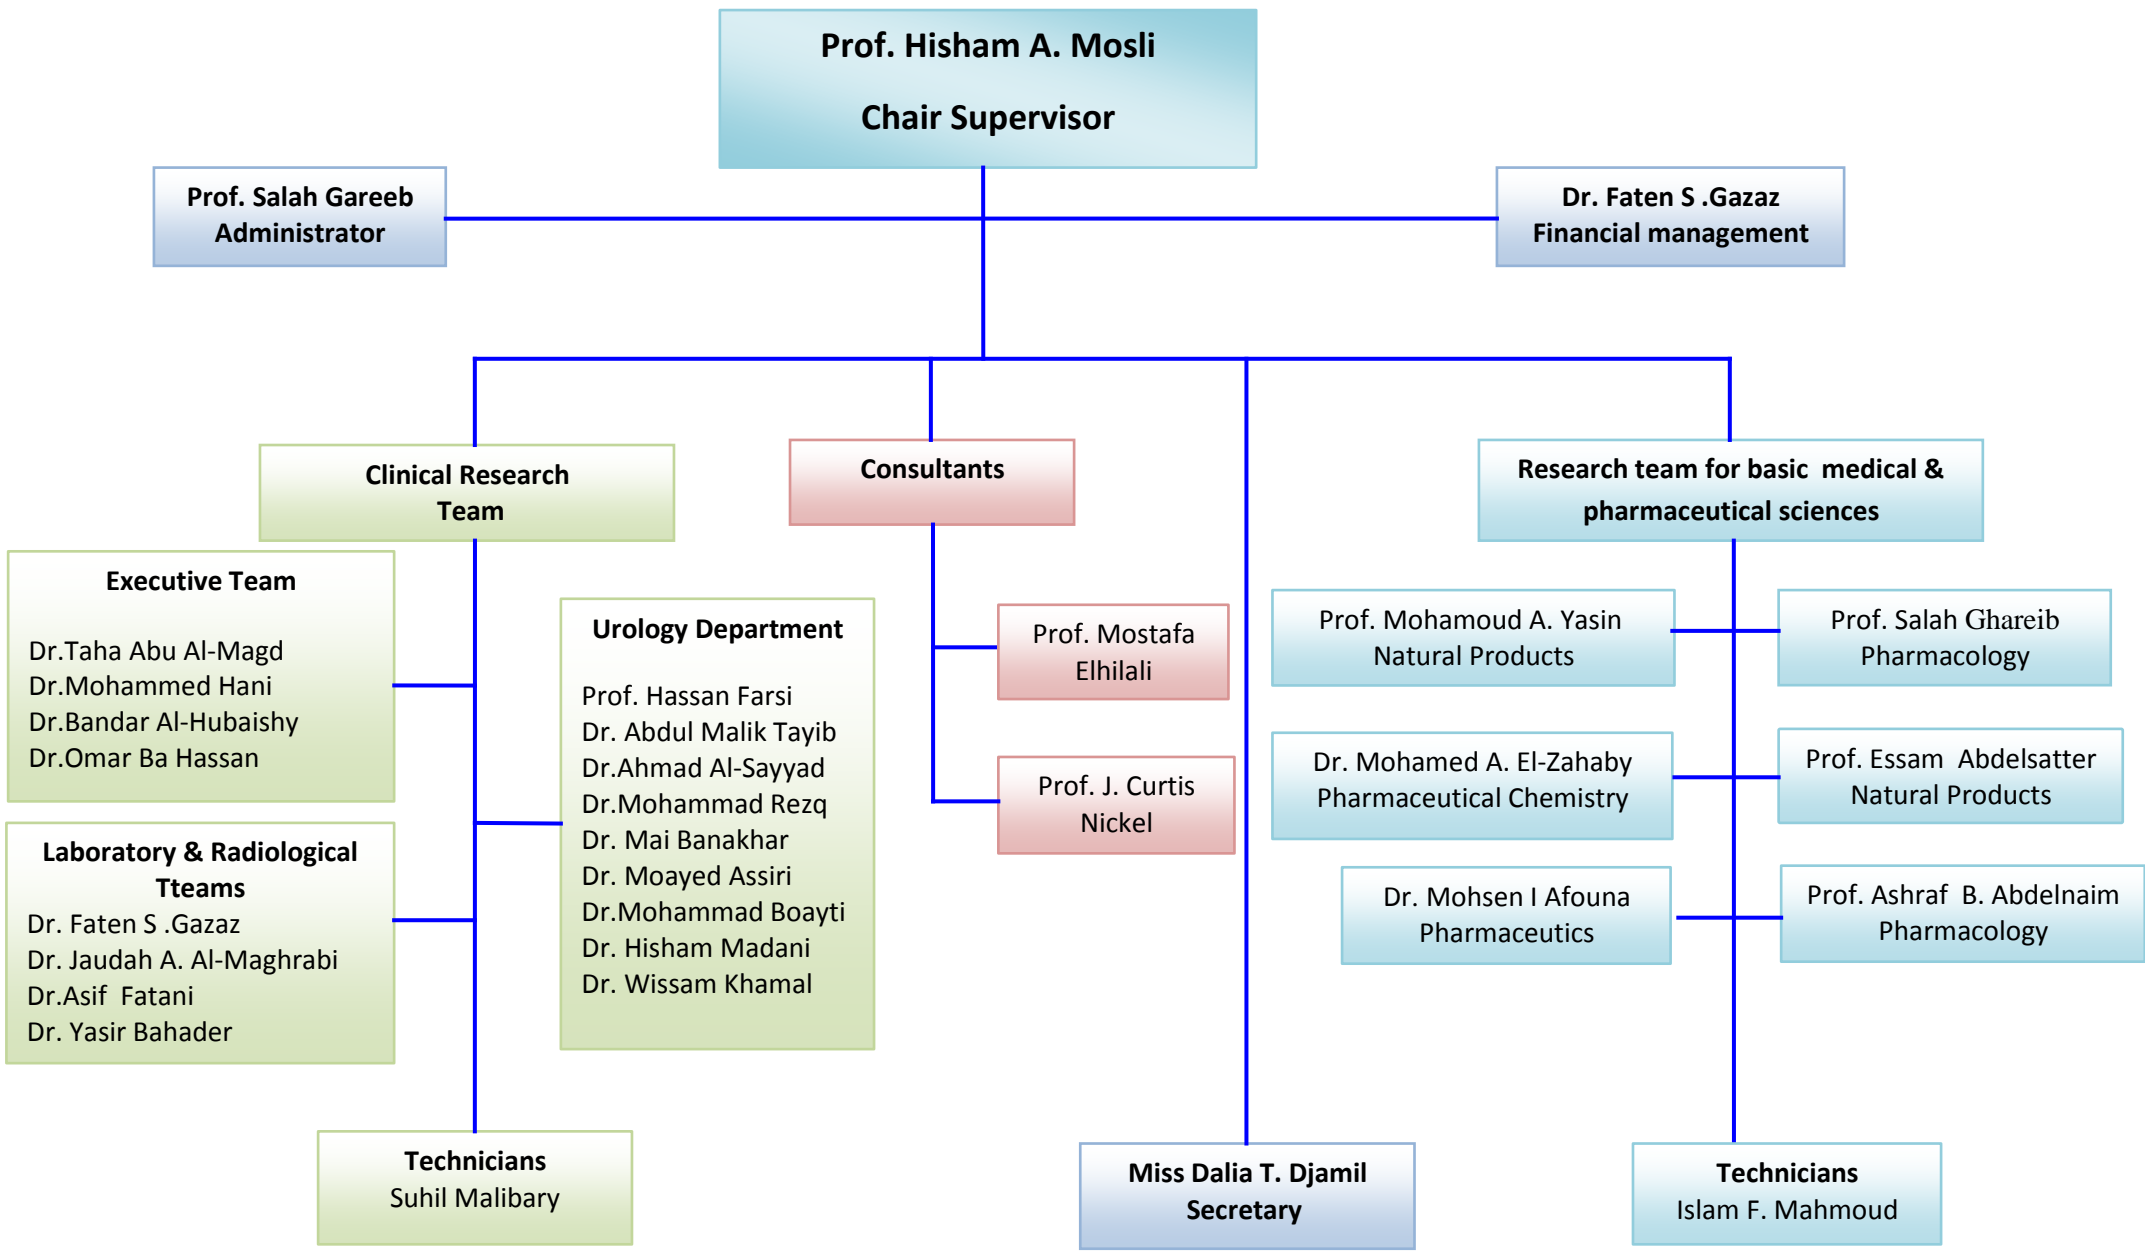 Prof. Hisham A. Mosli
Chair Supervisor
Prof. Salah Gareeb
Administrator
Dr. Faten S .Gazaz
Financial management
Clinical Research
Team
Consultants
Research team for basic  medical &
pharmaceutical sciences
Executive Team
Dr.Taha Abu Al-Magd
Dr.Mohammed Hani
Dr.Bandar Al-Hubaishy
Dr.Omar Ba Hassan
Laboratory & Radiological
Tteams
Dr. Faten S .Gazaz
Dr. Jaudah A. Al-Maghrabi
Dr.Asif  Fatani
Dr. Yasir Bahader
Urology Department
Prof. Hassan Farsi
Dr. Abdul Malik Tayib
Dr.Ahmad Al-Sayyad
Dr.Mohammad Rezq
Dr. Mai Banakhar
Dr. Moayed Assiri
Dr.Mohammad Boayti
Dr. Hisham Madani
Dr. Wissam Khamal
Technicians
Suhil Malibary
Prof. Mostafa
Elhilali
Prof. J. Curtis
Nickel
Miss Dalia T. Djamil
Secretary
Prof. Mohamoud A. Yasin
Natural Products
Prof. Salah Ghareib
Pharmacology
Dr. Mohamed A. El-Zahaby
Pharmaceutical Chemistry
Prof. Essam  Abdelsatter
Natural Products
Dr. Mohsen I Afouna
Pharmaceutics
Prof. Ashraf  B. Abdelnaim
Pharmacology
Technicians
Islam F. Mahmoud